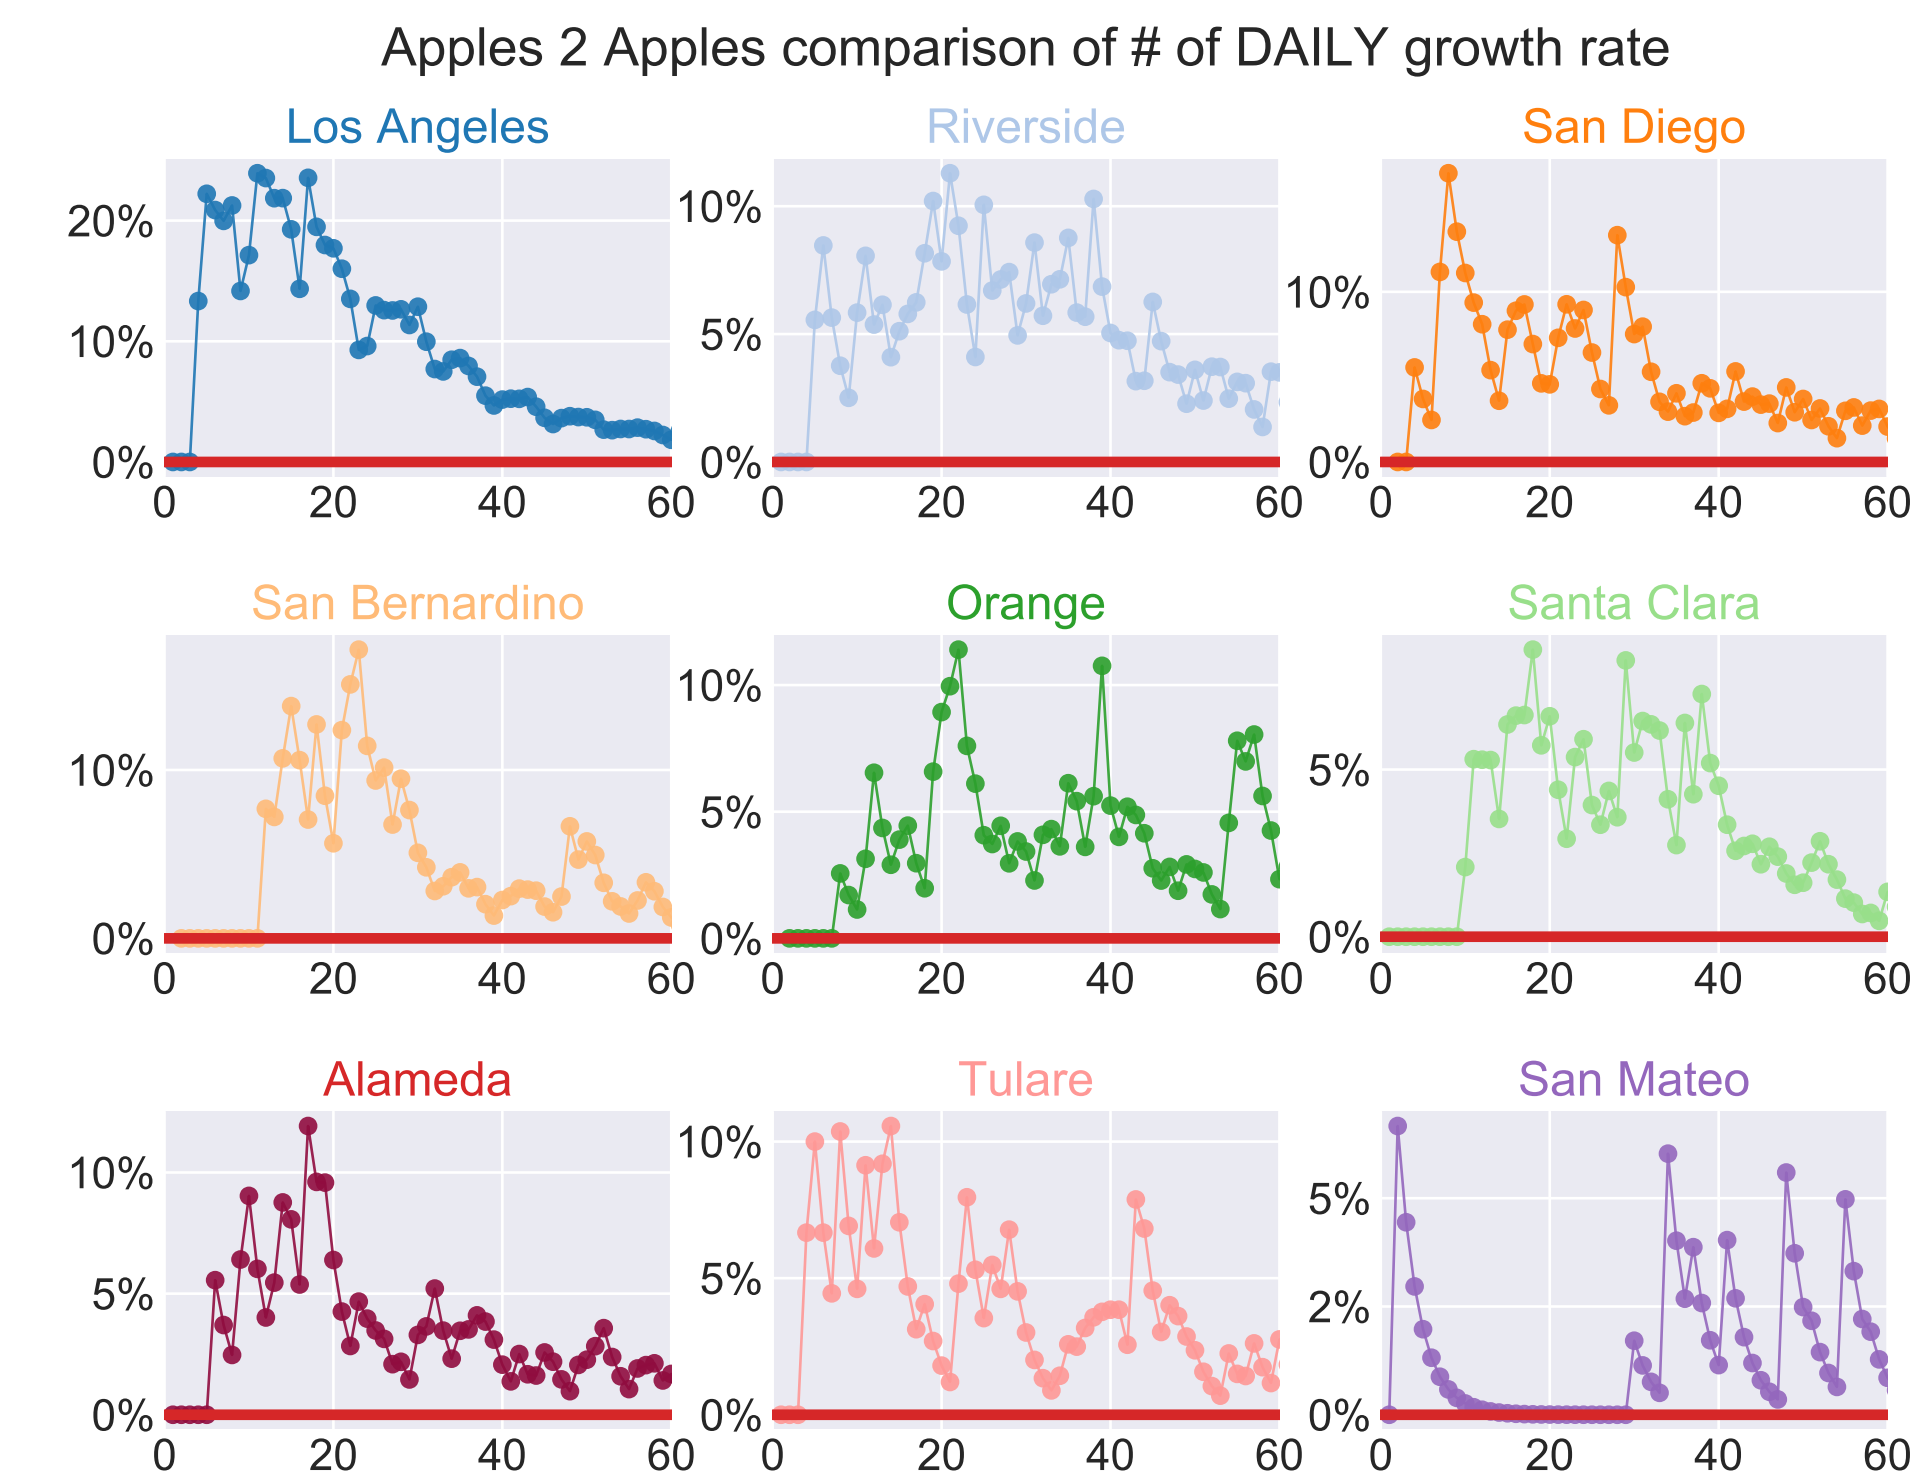 Apples 2 Apples comparison of # of DAILY growth rate
Los Angeles
20%
10%
0%
0 20 40 60
Riverside
10%
5%
0%
0 20 40 60
San Diego
10%
0%
0 20 40 60
San Bernardino
10%
0%
0 20 40 60
Orange
10%
5%
0%
0 20 40 60
Santa Clara
5%
0%
0 20 40 60
Alameda
10%
5%
0%
0 20 40 60
Tulare
10%
5%
0%
0 20 40 60
San Mateo
5%
2%
0%
0 20 40 60